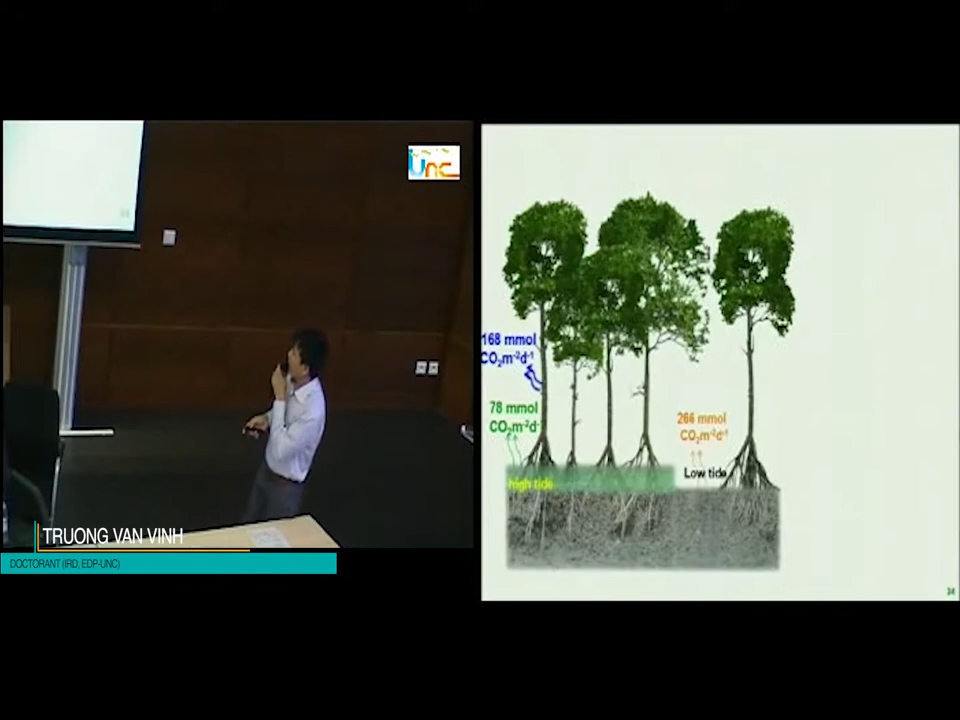 Unc
TRUONG VAN VINH
DOCTORANT (IRD, EDP-UNC)
168 mmol
CO₂m⁻²d⁻¹
78 mmol
CO₂m⁻²d⁻
266 mmol
CO₂m⁻²d⁻¹
Low tide
high tide
34